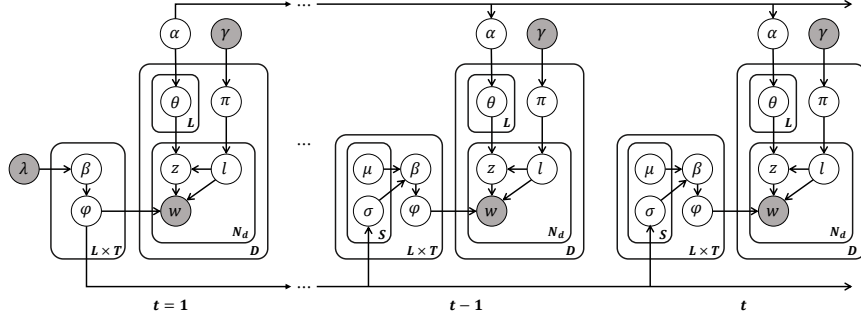 ... 
α γ α γ α γ
θ π θ π θ π
L L L
...
λ β z l μ β z l μ β z l
φ w σ φ w σ φ w
N_d S N_d S N_d
L × T D L × T D L × T D
...
t = 1 t − 1 t